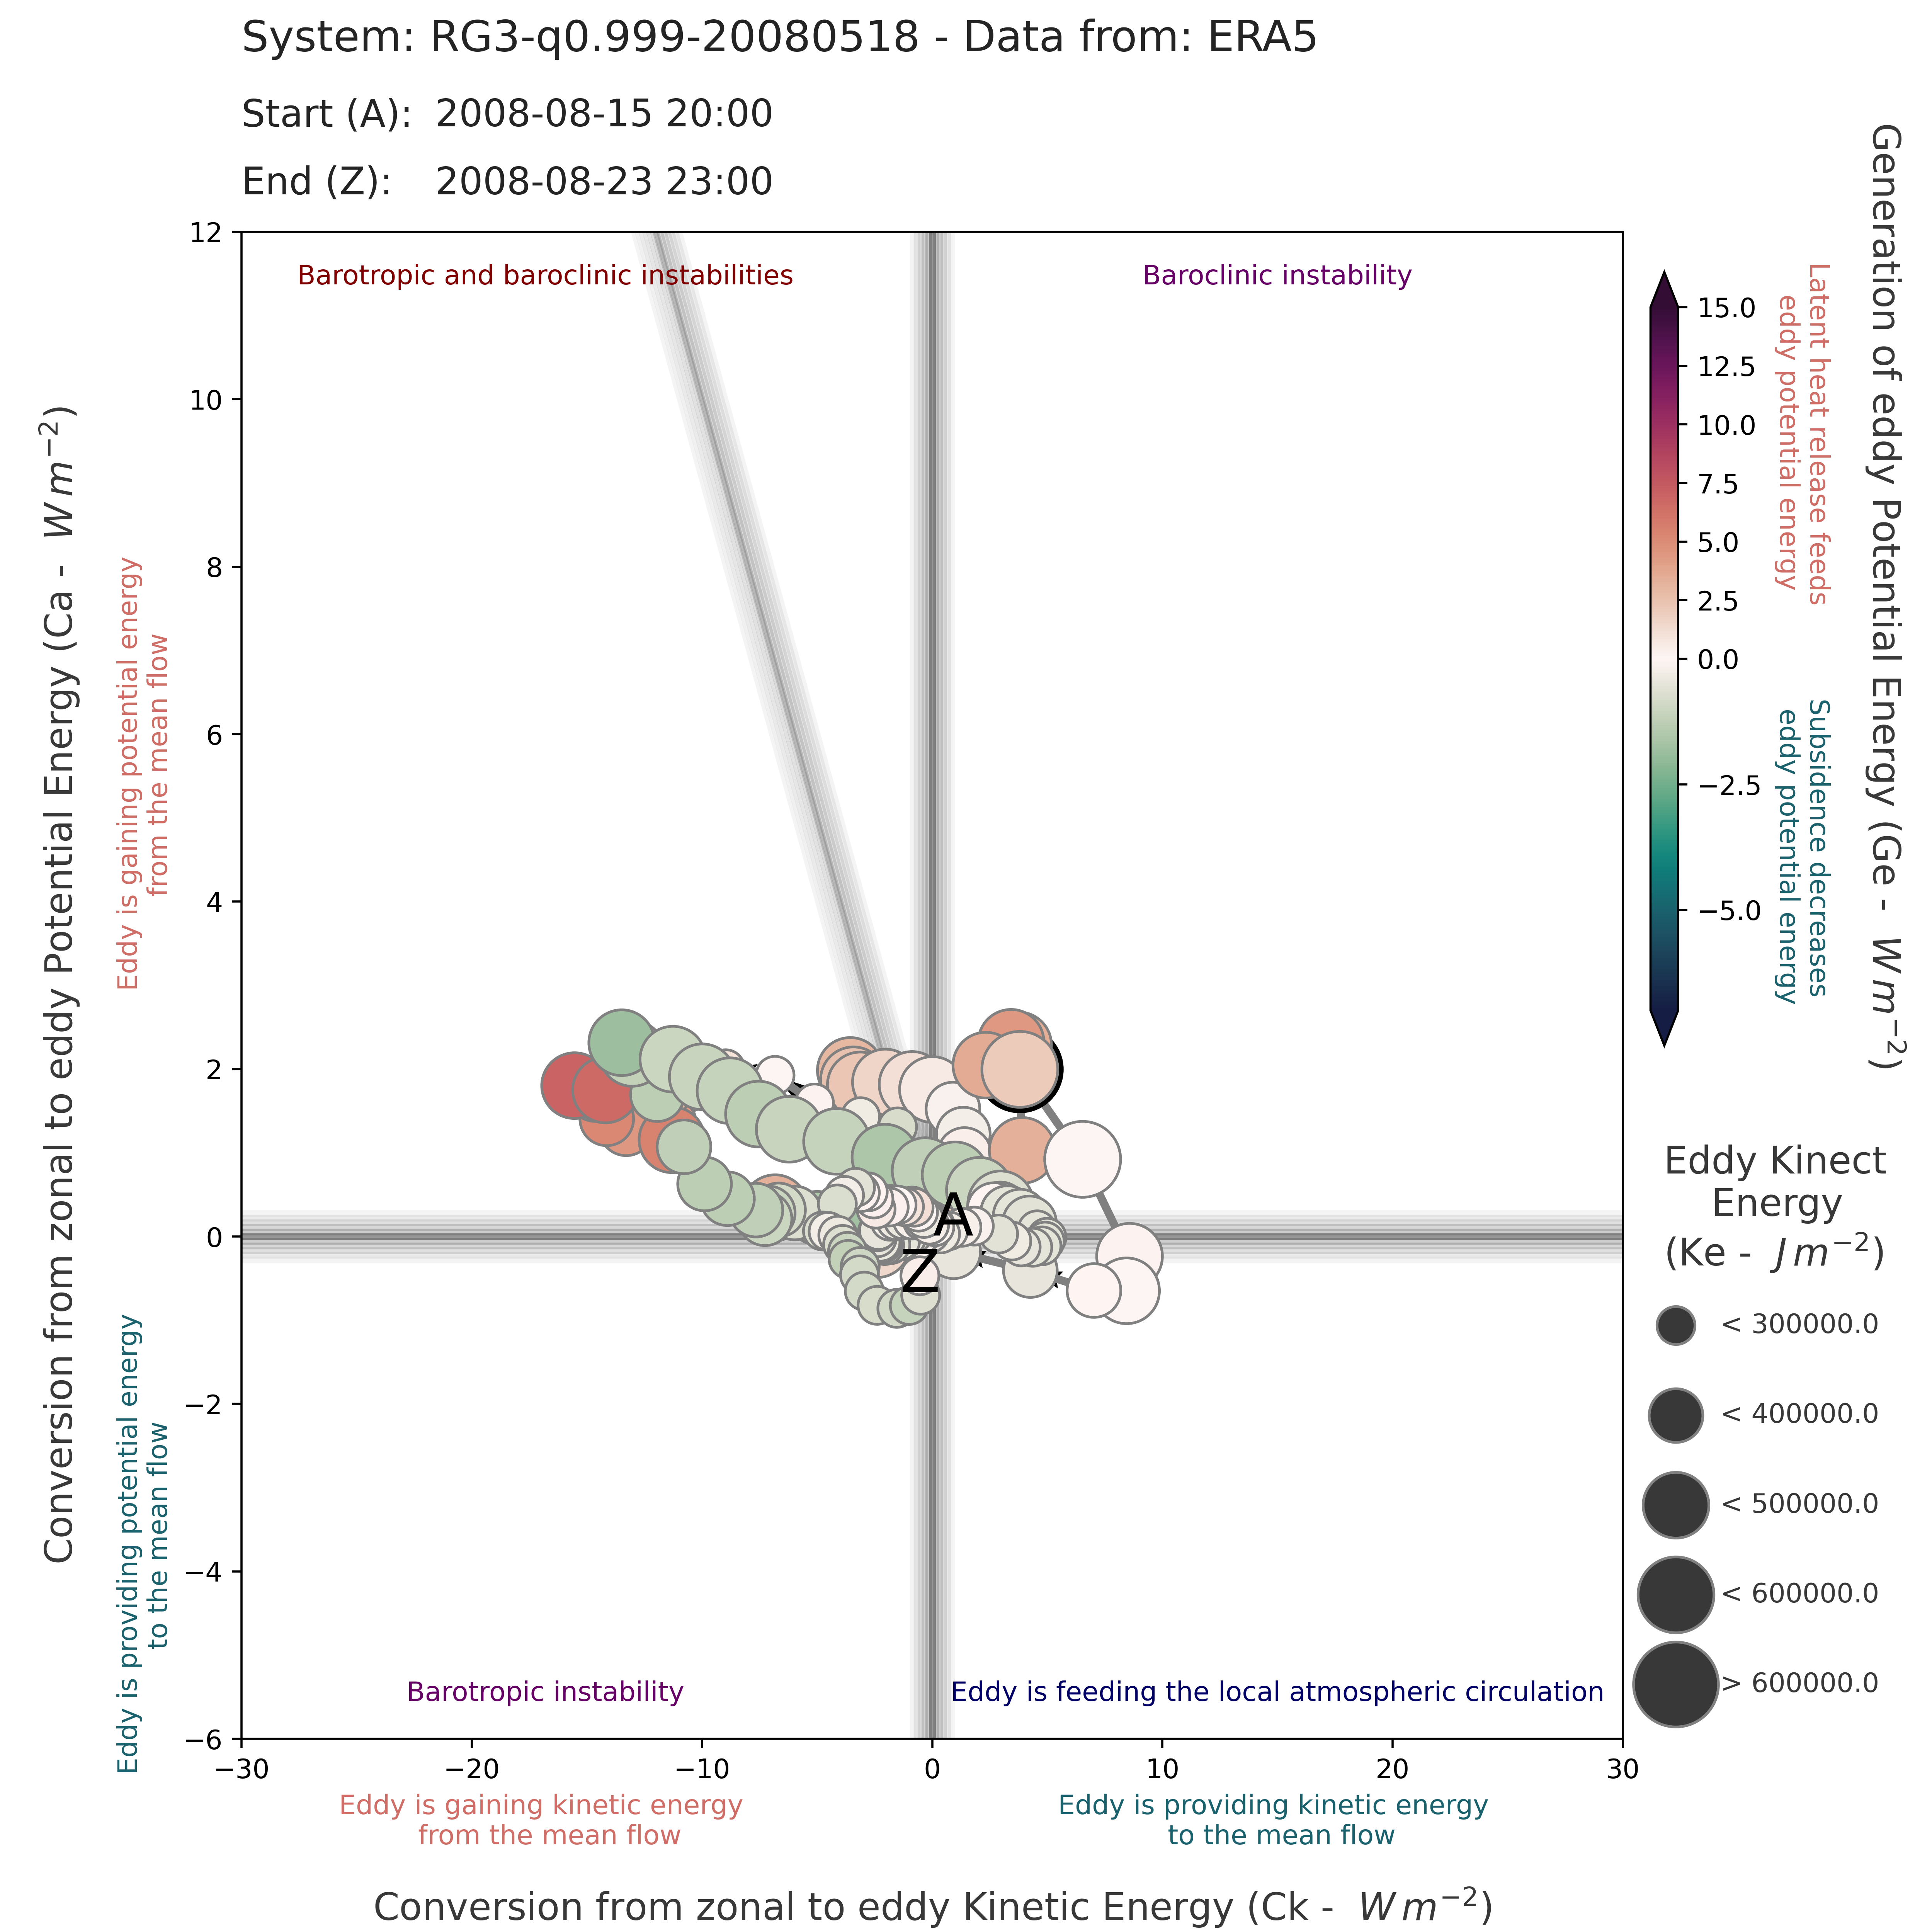 System: RG3-q0.999-20080518 - Data from: ERA5
Start (A): 2008-08-15 20:00
End (Z): 2008-08-23 23:00
Conversion from zonal to eddy Potential Energy (Ca - W m⁻²)
Eddy is gaining potential energy
from the mean flow
Eddy is providing potential energy
to the mean flow
12
10
8
6
4
2
0
−2
−4
−6
Barotropic and baroclinic instabilities
Baroclinic instability
A
Z
Barotropic instability
Eddy is feeding the local atmospheric circulation
−30
−20
−10
0
10
20
30
Eddy is gaining kinetic energy
from the mean flow
Eddy is providing kinetic energy
to the mean flow
Conversion from zonal to eddy Kinetic Energy (Ck - W m⁻²)
15.0
12.5
10.0
7.5
5.0
2.5
0.0
−2.5
−5.0
Latent heat release feeds
eddy potential energy
Subsidence decreases
eddy potential energy
Generation of eddy Potential Energy (Ge - W m⁻²)
Eddy Kinect
Energy
(Ke - J m⁻²)
< 300000.0
< 400000.0
< 500000.0
< 600000.0
> 600000.0